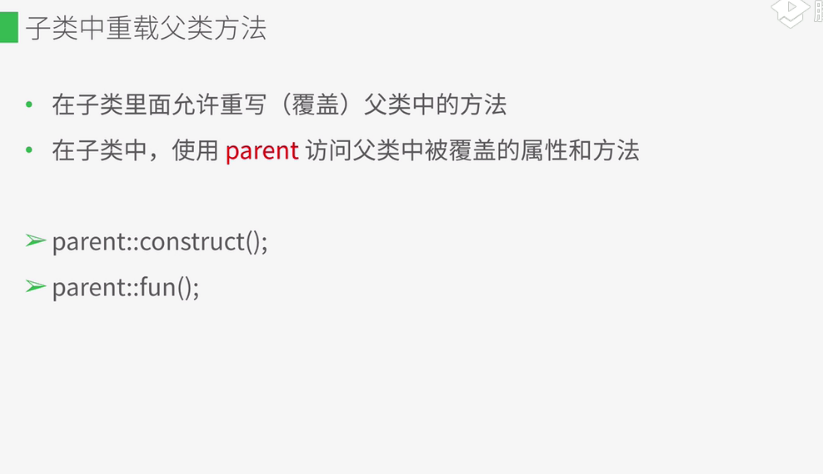 子类中重载父类方法
• 在子类里面允许重写（覆盖）父类中的方法
• 在子类中，使用 parent 访问父类中被覆盖的属性和方法
➢ parent::construct();
➢ parent::fun();